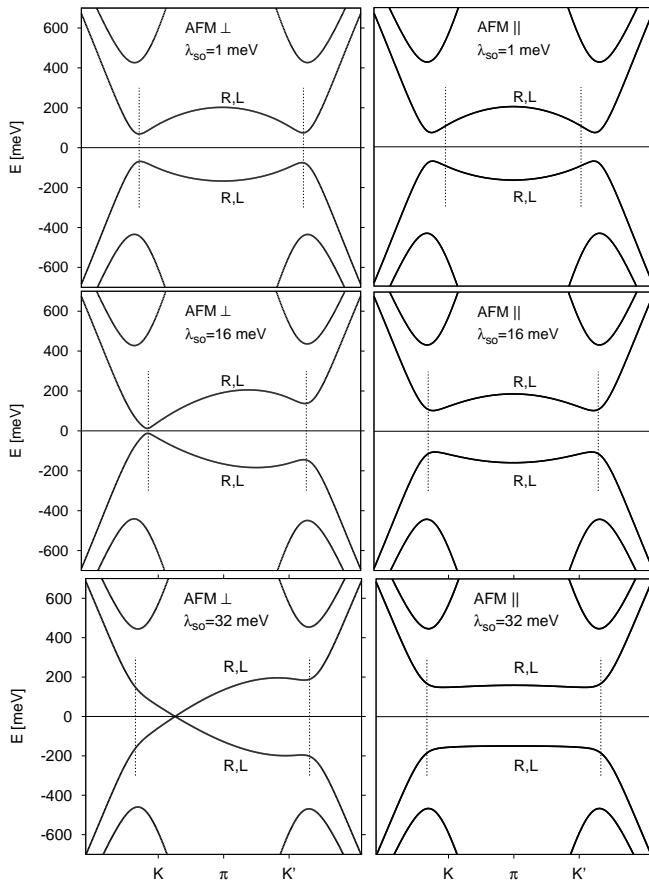 600
400
200
0
-200
-400
-600
E [meV]
AFM ⊥
λso=1 meV
R,L
R,L
AFM ||
λso=1 meV
R,L
R,L
600
400
200
0
-200
-400
-600
E [meV]
AFM ⊥
λso=16 meV
R,L
R,L
AFM ||
λso=16 meV
R,L
R,L
600
400
200
0
-200
-400
-600
E [meV]
AFM ⊥
λso=32 meV
R,L
R,L
AFM ||
λso=32 meV
R,L
R,L
K π K'
K π K'